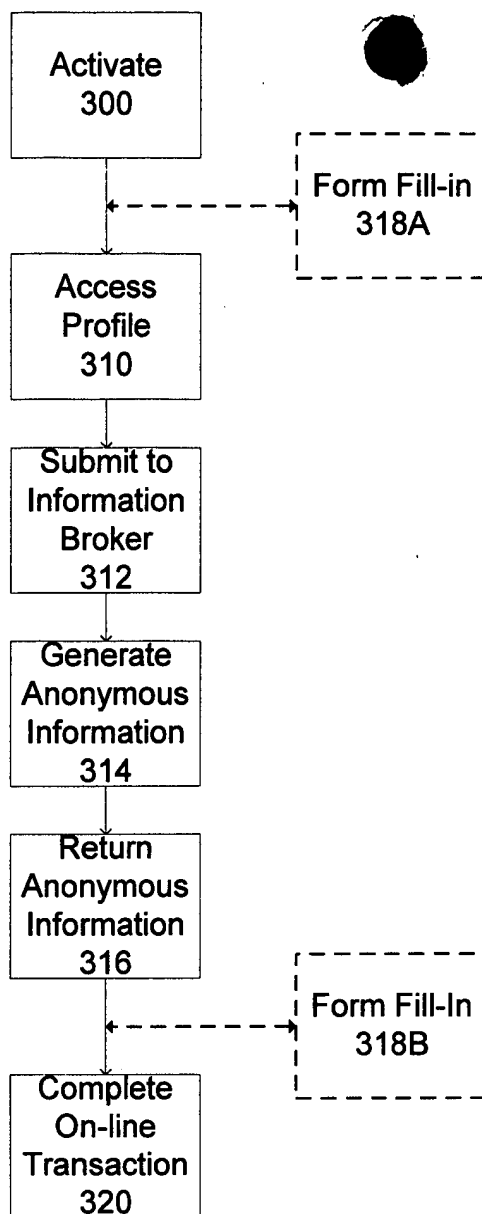 Activate
300
Form Fill-in
318A
Access
Profile
310
Submit to
Information
Broker
312
Generate
Anonymous
Information
314
Return
Anonymous
Information
316
Form Fill-In
318B
Complete
On-line
Transaction
320